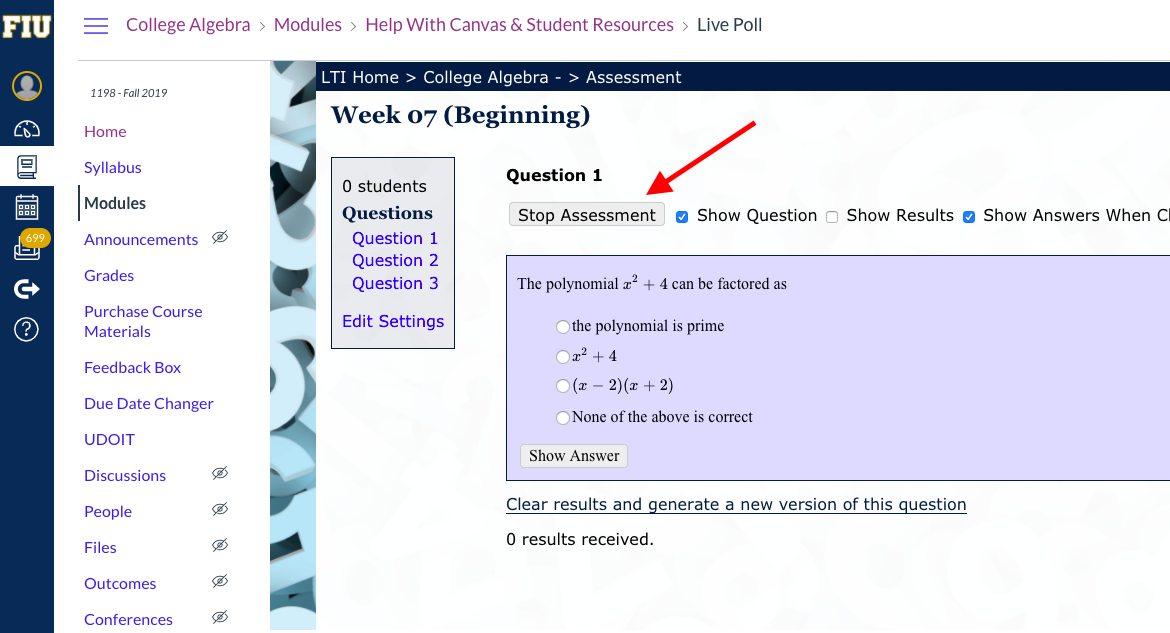 FIU
College Algebra > Modules > Help With Canvas & Student Resources > Live Poll
699
1198 - Fall 2019
Home
Syllabus
Modules
Announcements
Grades
Purchase Course
Materials
Feedback Box
Due Date Changer
UDOIT
Discussions
People
Files
Outcomes
Conferences
LTI Home > College Algebra - > Assessment
Week 07 (Beginning)
0 students
Questions
Question 1
Question 2
Question 3
Edit Settings
Question 1
Stop Assessment Show Question Show Results Show Answers When
The polynomial x² + 4 can be factored as
the polynomial is prime
x² + 4
(x − 2)(x + 2)
None of the above is correct
Show Answer
Clear results and generate a new version of this question
0 results received.